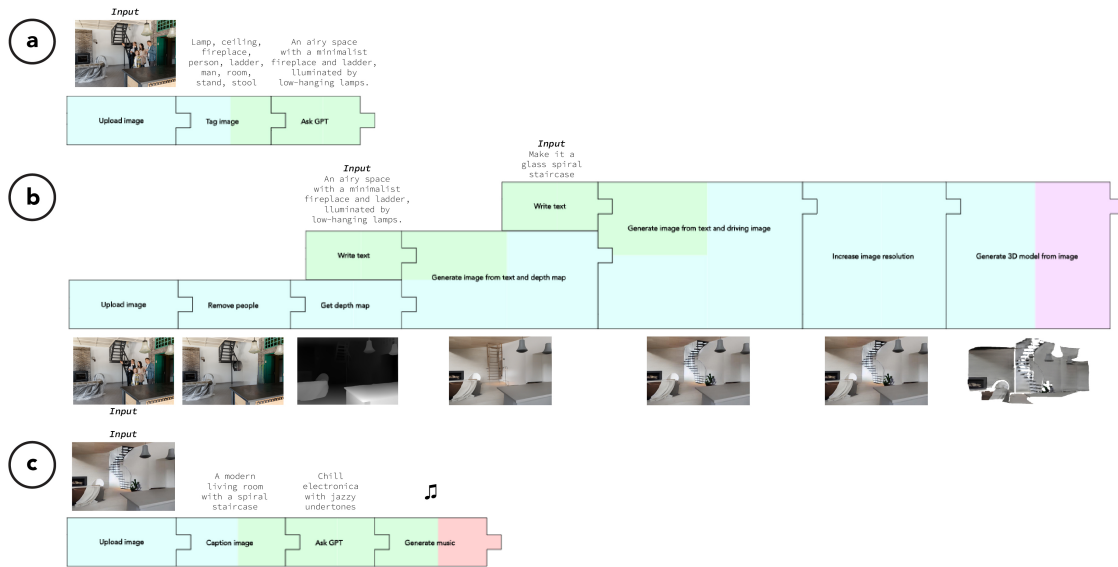 a
Input
Lamp, ceiling,
fireplace,
person, ladder,
man, room,
stand, stool
An airy space
with a minimalist
fireplace and ladder,
illuminated by
low-hanging lamps.
Upload image
Tag image
Ask GPT
b
Input
Make it a
glass spiral
staircase
Input
An airy space
with a minimalist
fireplace and ladder,
illuminated by
low-hanging lamps.
Write text
Generate image from text and driving image
Write text
Generate image from text and depth map
Increase image resolution
Generate 3D model from image
Upload image
Remove people
Get depth map
Input
c
Input
A modern
living room
with a spiral
staircase
Chill
electronica
with jazzy
undertones
Upload image
Caption image
Ask GPT
Generate music